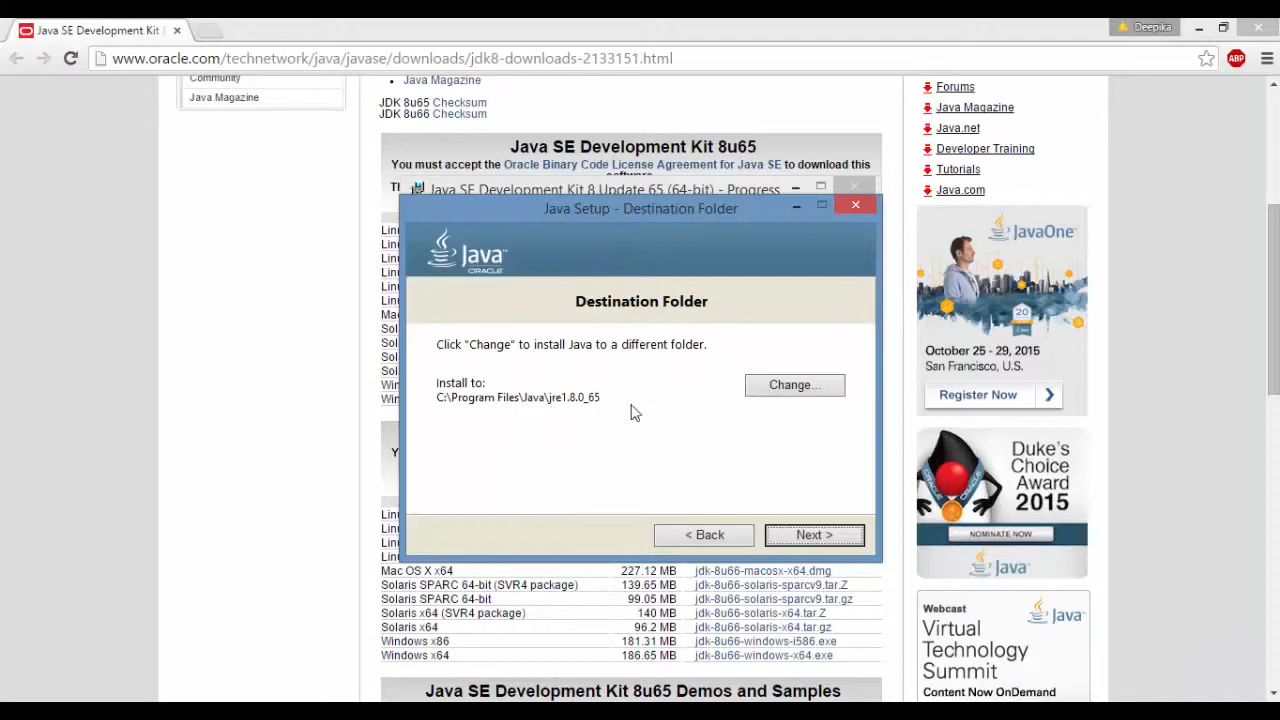 Java SE Development Kit 8
Deepika
www.oracle.com/technetwork/java/javase/downloads/jdk8-downloads-2133151.html
ABP
Community
Java Magazine
Java Magazine
JDK 8u65 Checksum
JDK 8u66 Checksum
Java SE Development Kit 8u65
You must accept the Oracle Binary Code License Agreement for Java SE to download this
software.
Java SE Development Kit 8 Update 65 (64-bit) - Progress
Java Setup - Destination Folder
Java™
ORACLE
Destination Folder
Click "Change" to install Java to a different folder.
Install to:
C:\Program Files\Java\jre1.8.0_65
Change...
< Back
Next >
Mac OS X x64 227.12 MB jdk-8u66-macosx-x64.dmg
Solaris SPARC 64-bit (SVR4 package) 139.65 MB jdk-8u66-solaris-sparcv9.tar.Z
Solaris SPARC 64-bit 99.05 MB jdk-8u66-solaris-sparcv9.tar.gz
Solaris x64 (SVR4 package) 140 MB jdk-8u66-solaris-x64.tar.Z
Solaris x64 96.2 MB jdk-8u66-solaris-x64.tar.gz
Windows x86 181.31 MB jdk-8u66-windows-i586.exe
Windows x64 186.65 MB jdk-8u66-windows-x64.exe
Java SE Development Kit 8u65 Demos and Samples
Forums
Java Magazine
Java.net
Developer Training
Tutorials
Java.com
JavaOne™
20
October 25 - 29, 2015
San Francisco, U.S.
Register Now
Duke's
Choice
Award
2015
NOMINATE NOW
Java™
Webcast
Java™
Virtual
Technology
Summit
Content Now OnDemand